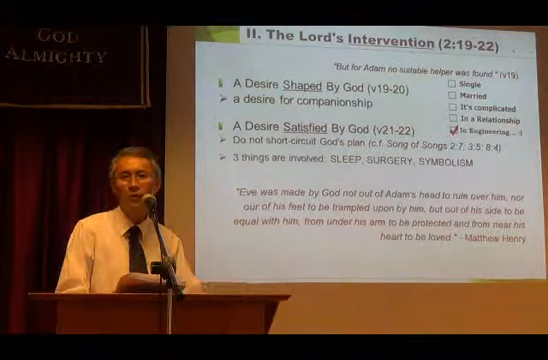 GOD
ALMIGHTY
II. The Lord's Intervention (2:19-22)
"But for Adam no suitable helper was found" (v19)
A Desire Shaped By God (v19-20)
a desire for companionship
Single
Married
It's complicated
In a Relationship
In Engineering... :(
A Desire Satisfied By God (v21-22)
Do not short-circuit God's plan (c.f. Song of Songs 2:7; 3:5; 8:4)
3 things are involved: SLEEP, SURGERY, SYMBOLISM
"Eve was made by God not out of Adam's head to rule over him, nor
our of his feet to be trampled upon by him, but out of his side to be
equal with him, from under his arm to be protected and from near his
heart to be loved." - Matthew Henry